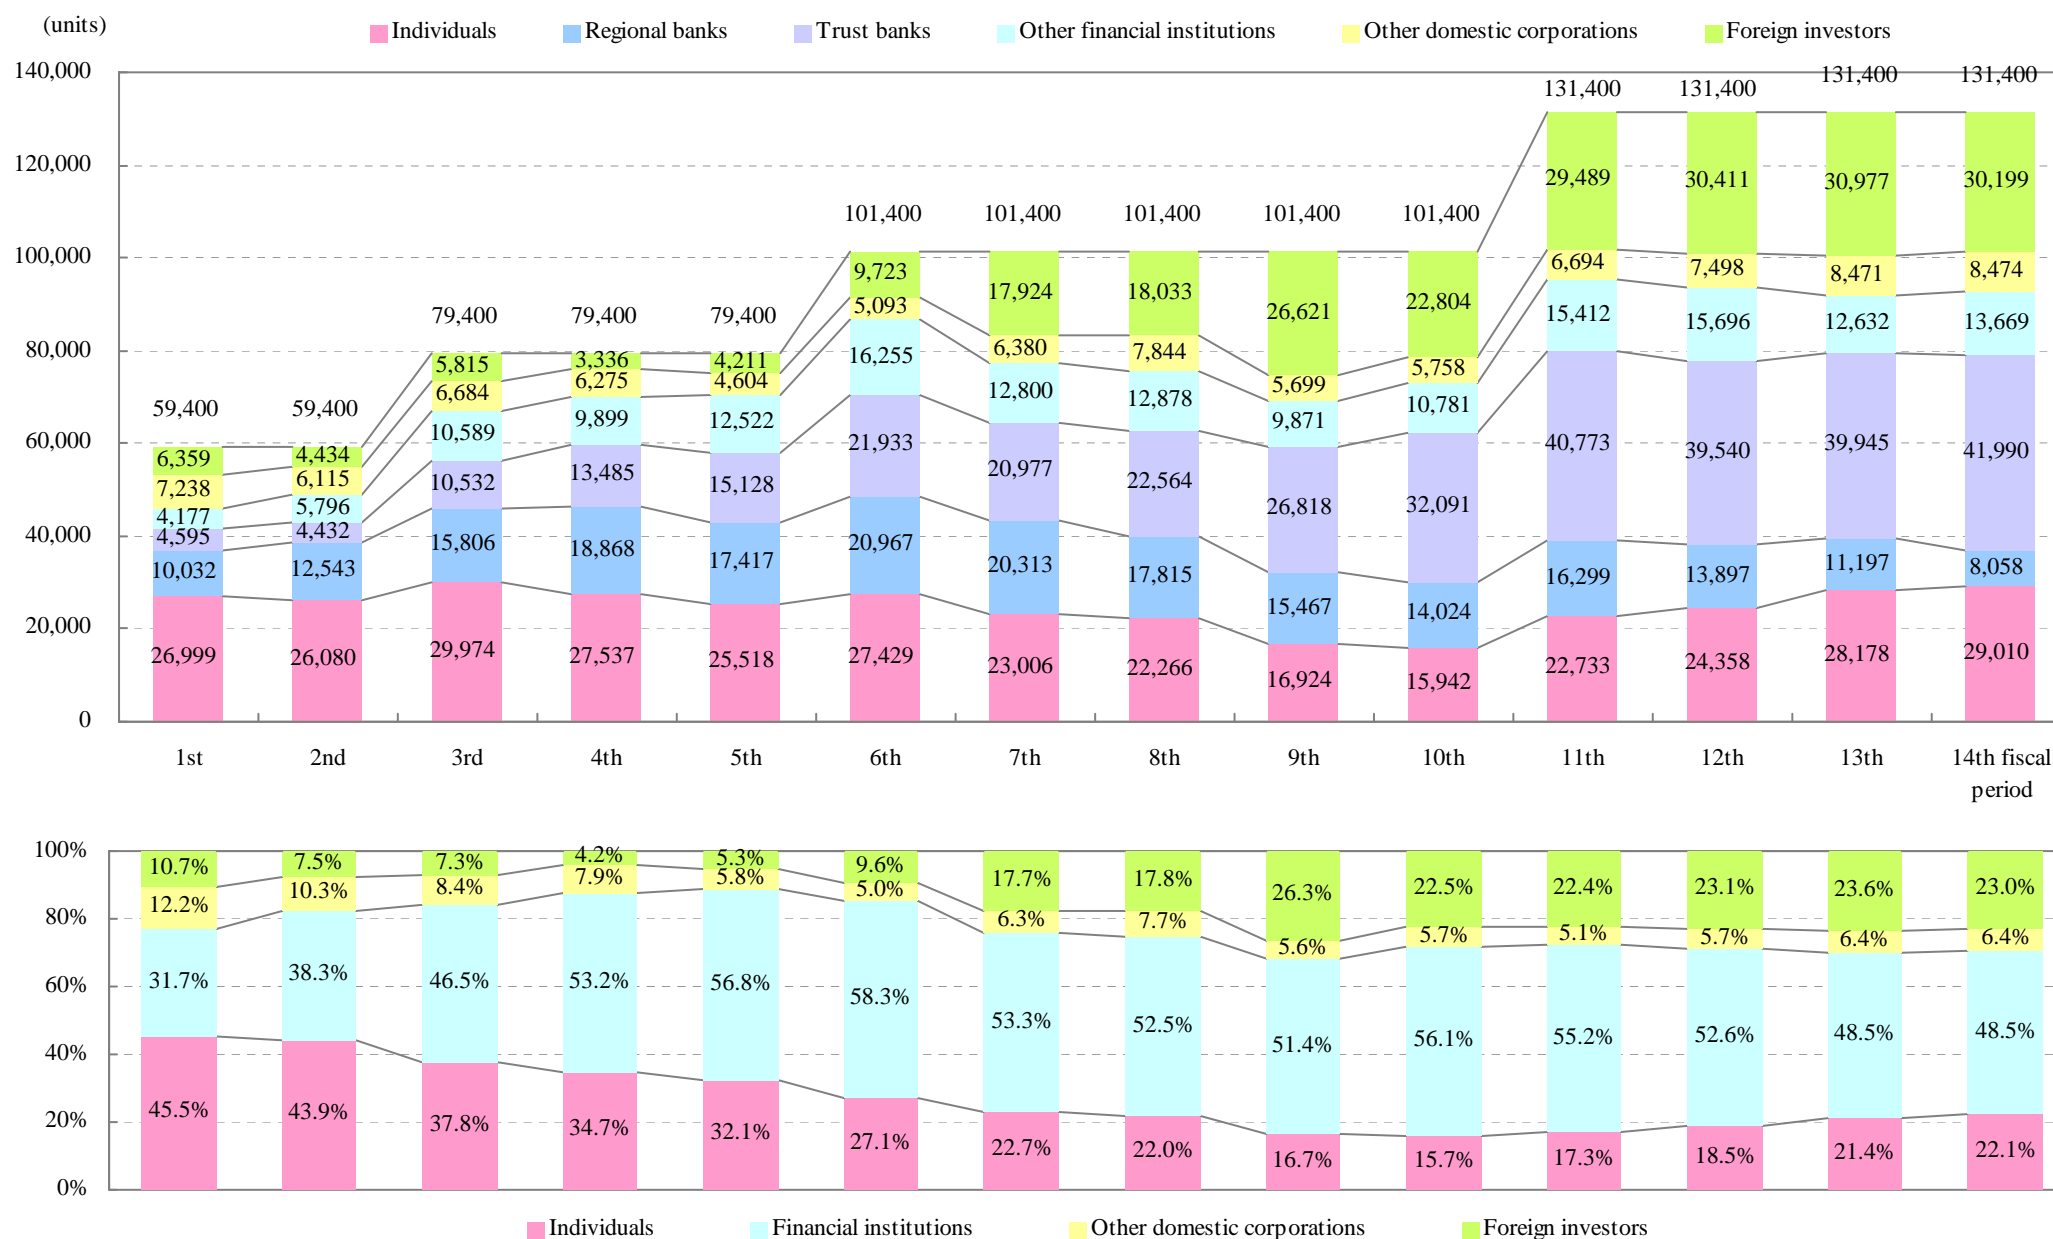 (units)
Individuals Regional banks Trust banks Other financial institutions Other domestic corporations Foreign investors
140,000
120,000
100,000
80,000
60,000
40,000
20,000
0
59,400 59,400 79,400 79,400 79,400 101,400 101,400 101,400 101,400 101,400 131,400 131,400 131,400 131,400
6,359 4,434 5,815 3,336 4,211 9,723 17,924 18,033 26,621 22,804 29,489 30,411 30,977 30,199
7,238 6,115 6,684 6,275 4,604 5,093 6,380 7,844 5,699 5,758 6,694 7,498 8,471 8,474
4,177 5,796 10,589 9,899 12,522 16,255 12,800 12,878 9,871 10,781 15,412 15,696 12,632 13,669
4,595 4,432 10,532 13,485 15,128 21,933 20,977 22,564 26,818 32,091 40,773 39,540 39,945 41,990
10,032 12,543 15,806 18,868 17,417 20,967 20,313 17,815 15,467 14,024 16,299 13,897 11,197 8,058
26,999 26,080 29,974 27,537 25,518 27,429 23,006 22,266 16,924 15,942 22,733 24,358 28,178 29,010
1st 2nd 3rd 4th 5th 6th 7th 8th 9th 10th 11th 12th 13th 14th fiscal
period
100%
80%
60%
40%
20%
0%
10.7% 7.5% 7.3% 4.2% 5.3% 9.6% 17.7% 17.8% 26.3% 22.5% 22.4% 23.1% 23.6% 23.0%
12.2% 10.3% 8.4% 7.9% 5.8% 5.0% 6.3% 7.7% 5.6% 5.7% 5.1% 5.7% 6.4% 6.4%
31.7% 38.3% 46.5% 53.2% 56.8% 58.3% 53.3% 52.5% 51.4% 56.1% 55.2% 52.6% 48.5% 48.5%
45.5% 43.9% 37.8% 34.7% 32.1% 27.1% 22.7% 22.0% 16.7% 15.7% 17.3% 18.5% 21.4% 22.1%
Individuals Financial institutions Other domestic corporations Foreign investors